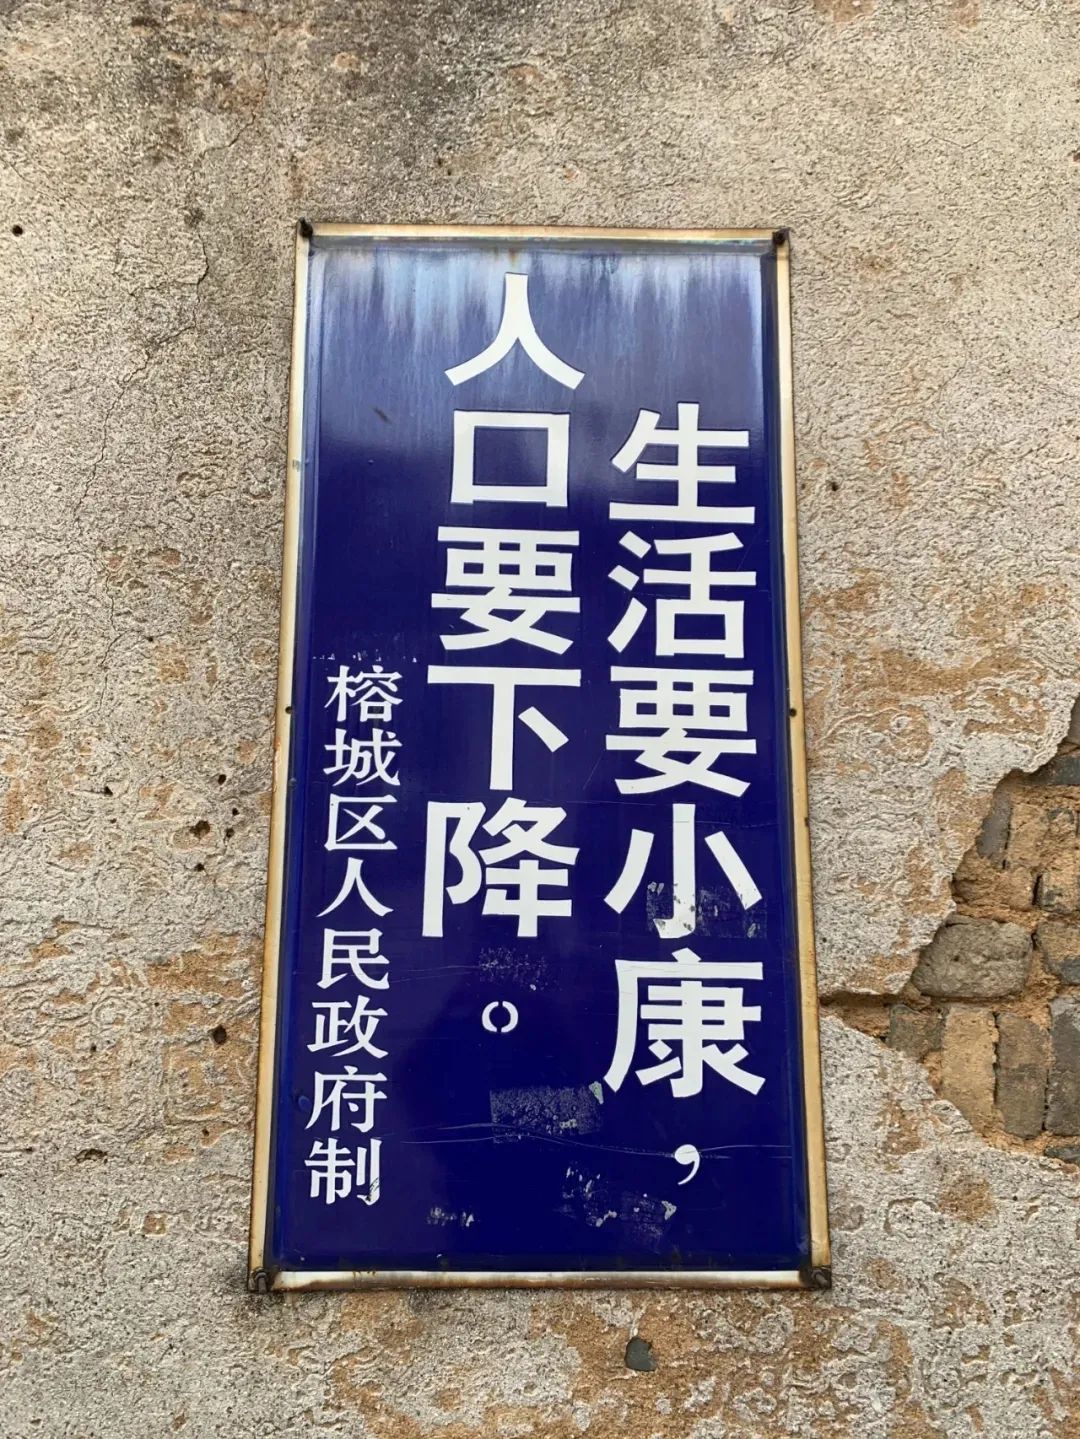 生活要小康，
人口要下降。
榕城区人民政府制